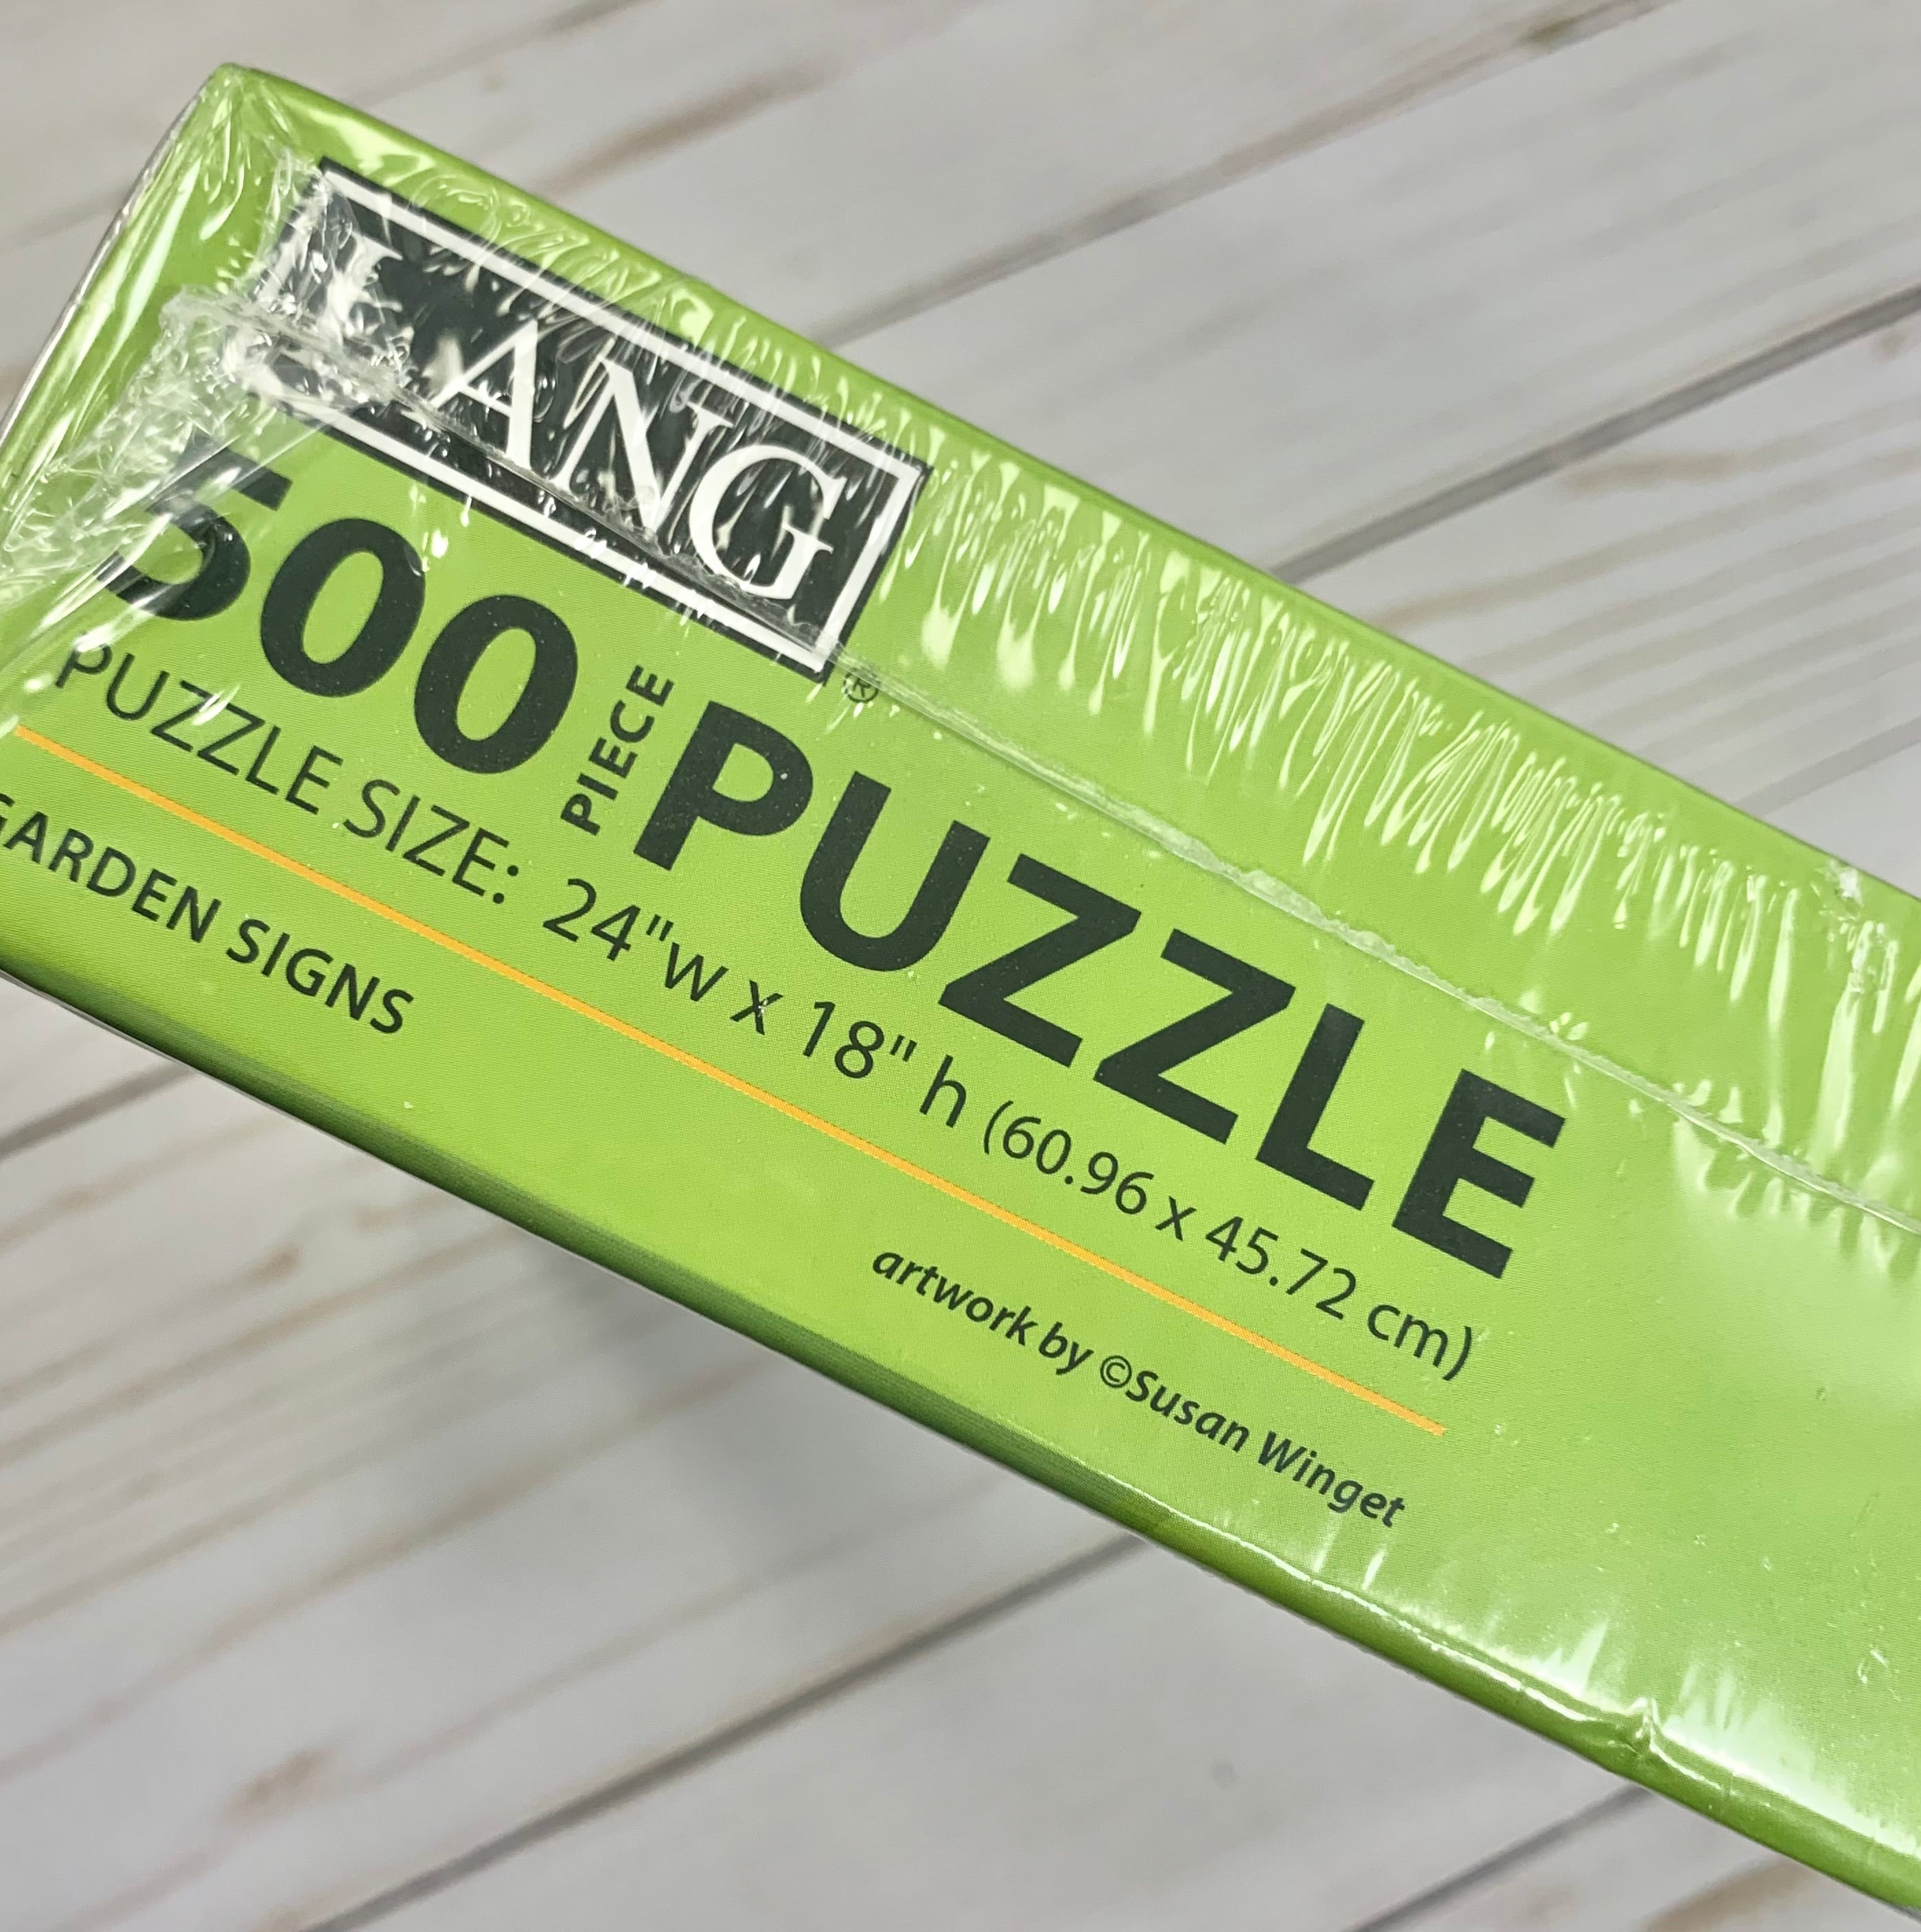 LANG®
500 PIECE PUZZLE
PUZZLE SIZE: 24"w x 18" h (60.96 x 45.72 cm)
GARDEN SIGNS
artwork by ©Susan Winget